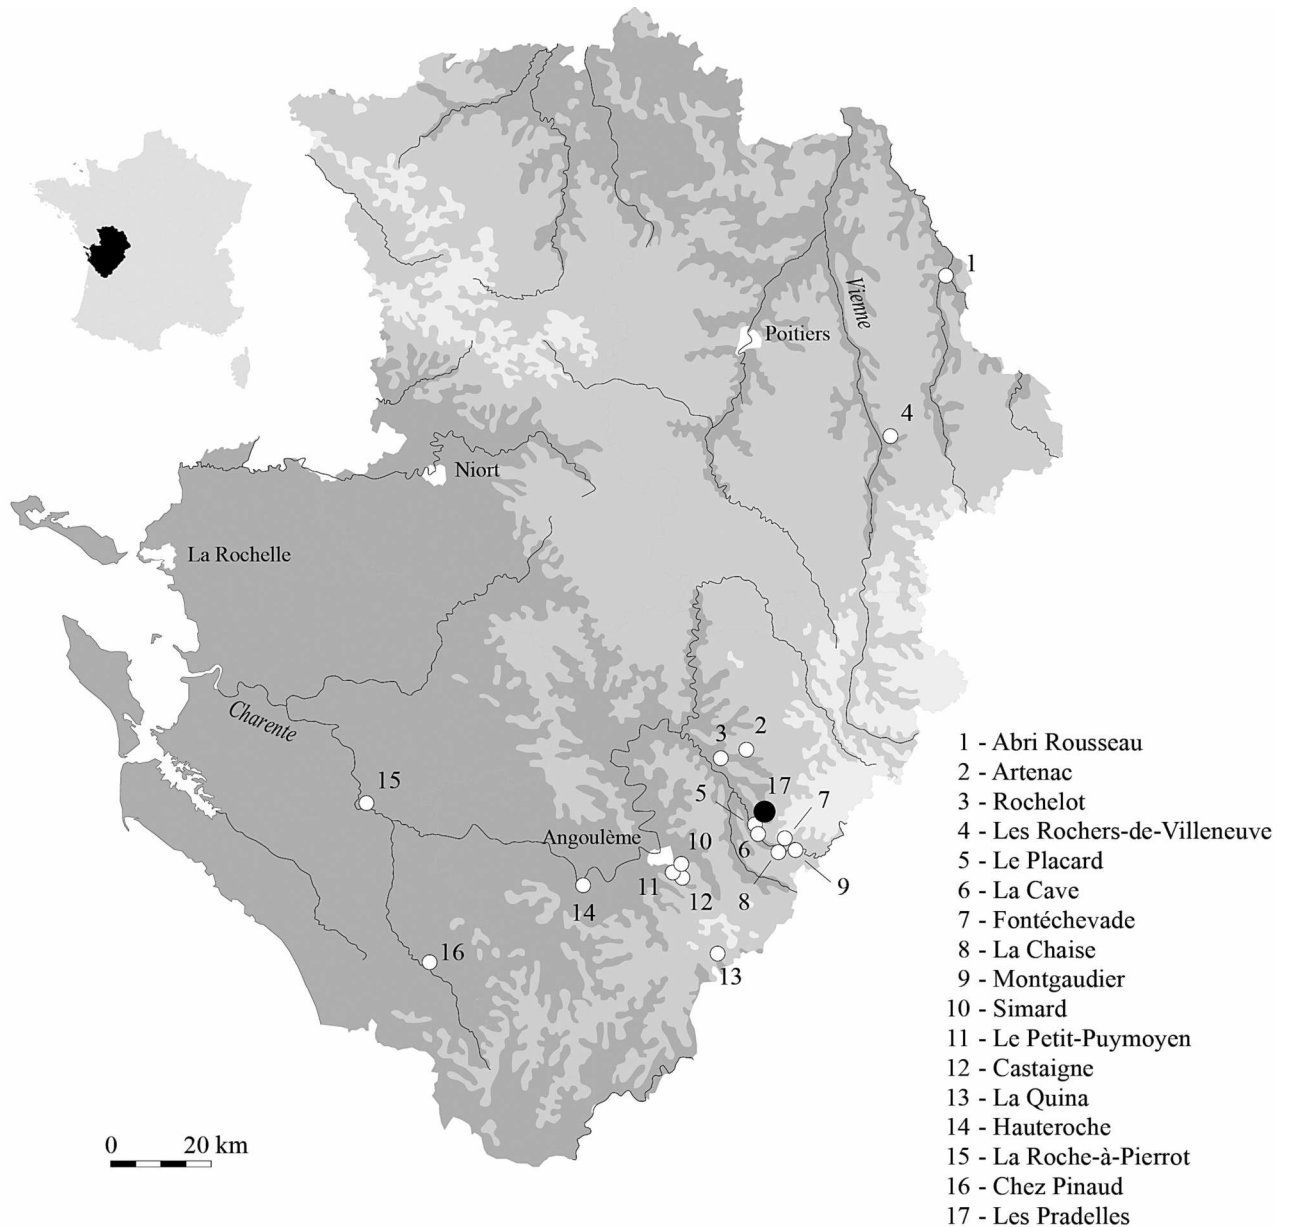 1
Vienne
Poitiers
4
Niort
La Rochelle
Charente
3
2
17
5
7
15
Angoulème
10
6
11
12
8
9
14
16
13
1 - Abri Rousseau
2 - Artenac
3 - Rochelot
4 - Les Rochers-de-Villeneuve
5 - Le Placard
6 - La Cave
7 - Fontéchevade
8 - La Chaise
9 - Montgaudier
10 - Simard
11 - Le Petit-Puymoyen
12 - Castaigne
13 - La Quina
14 - Hauteroche
15 - La Roche-à-Pierrot
16 - Chez Pinaud
17 - Les Pradelles
0 20 km